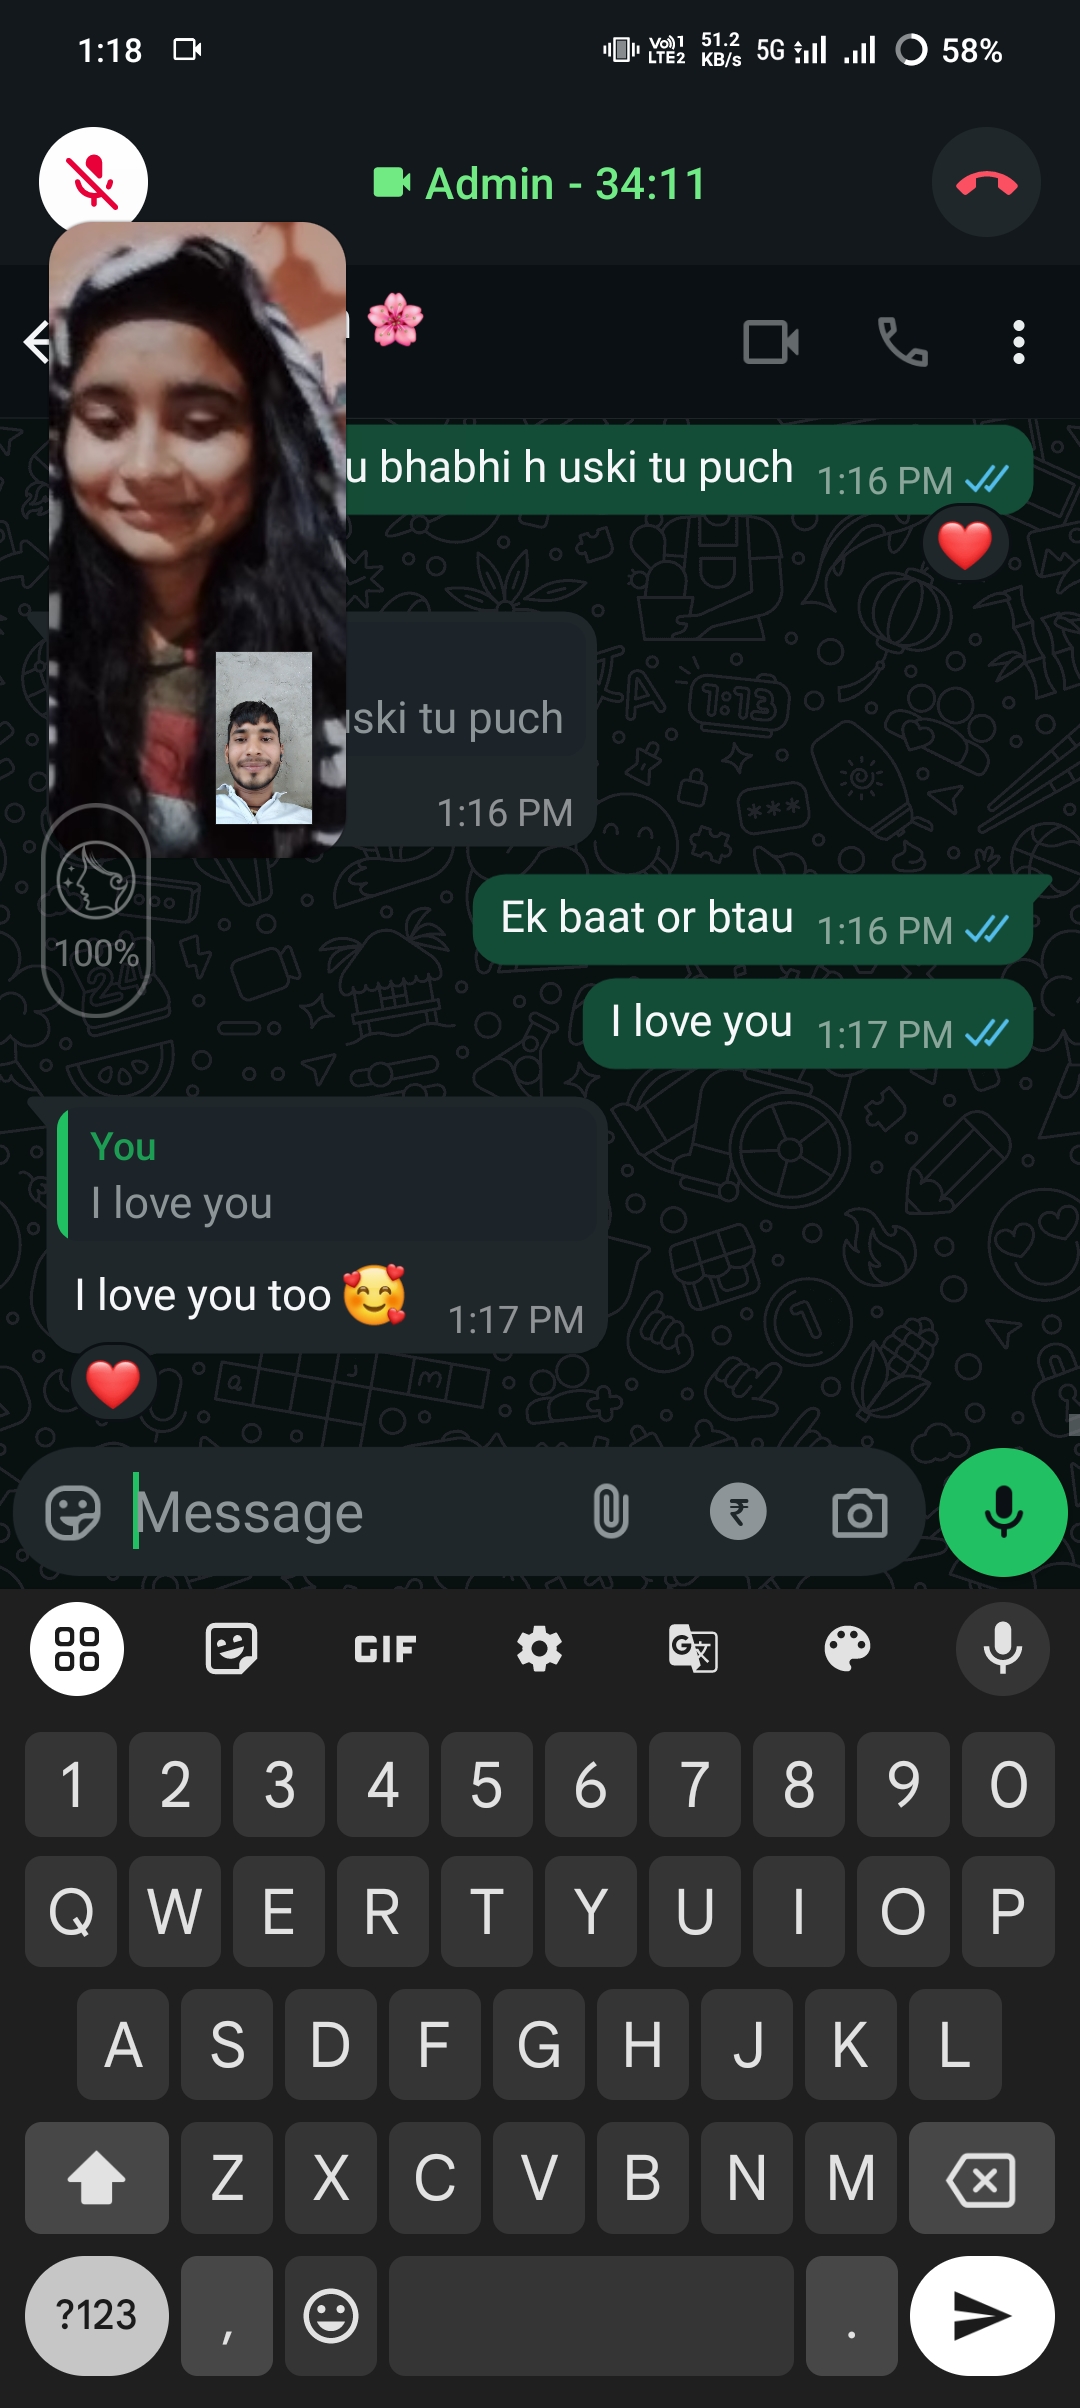 1:18 Vo) 1 LTE2 51.2 KB/s 5G 58%
Admin - 34:11
🌸
u bhabhi h uski tu puch 1:16 PM
❤️
uski tu puch
1:16 PM
Ek baat or btau 1:16 PM
100%
I love you 1:17 PM
You
I love you
I love you too 🥰 1:17 PM
❤️
Message
GIF
1 2 3 4 5 6 7 8 9 0
Q W E R T Y U I O P
A S D F G H J K L
Z X C V B N M
?123 , .